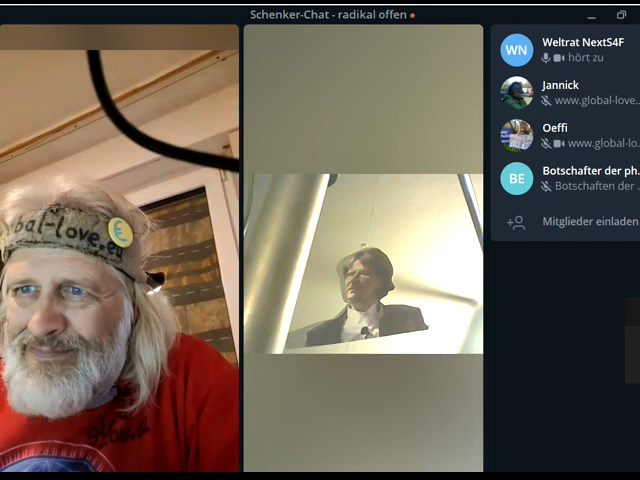 Schenker-Chat - radikal offen
WN
Weltrat NextS4F
hört zu
Jannick
www.global-love...
Oeffi
www.global-lo...
BE
Botschafter der ph...
Botschaften der ...
Mitglieder einladen
bal-love.eu
€